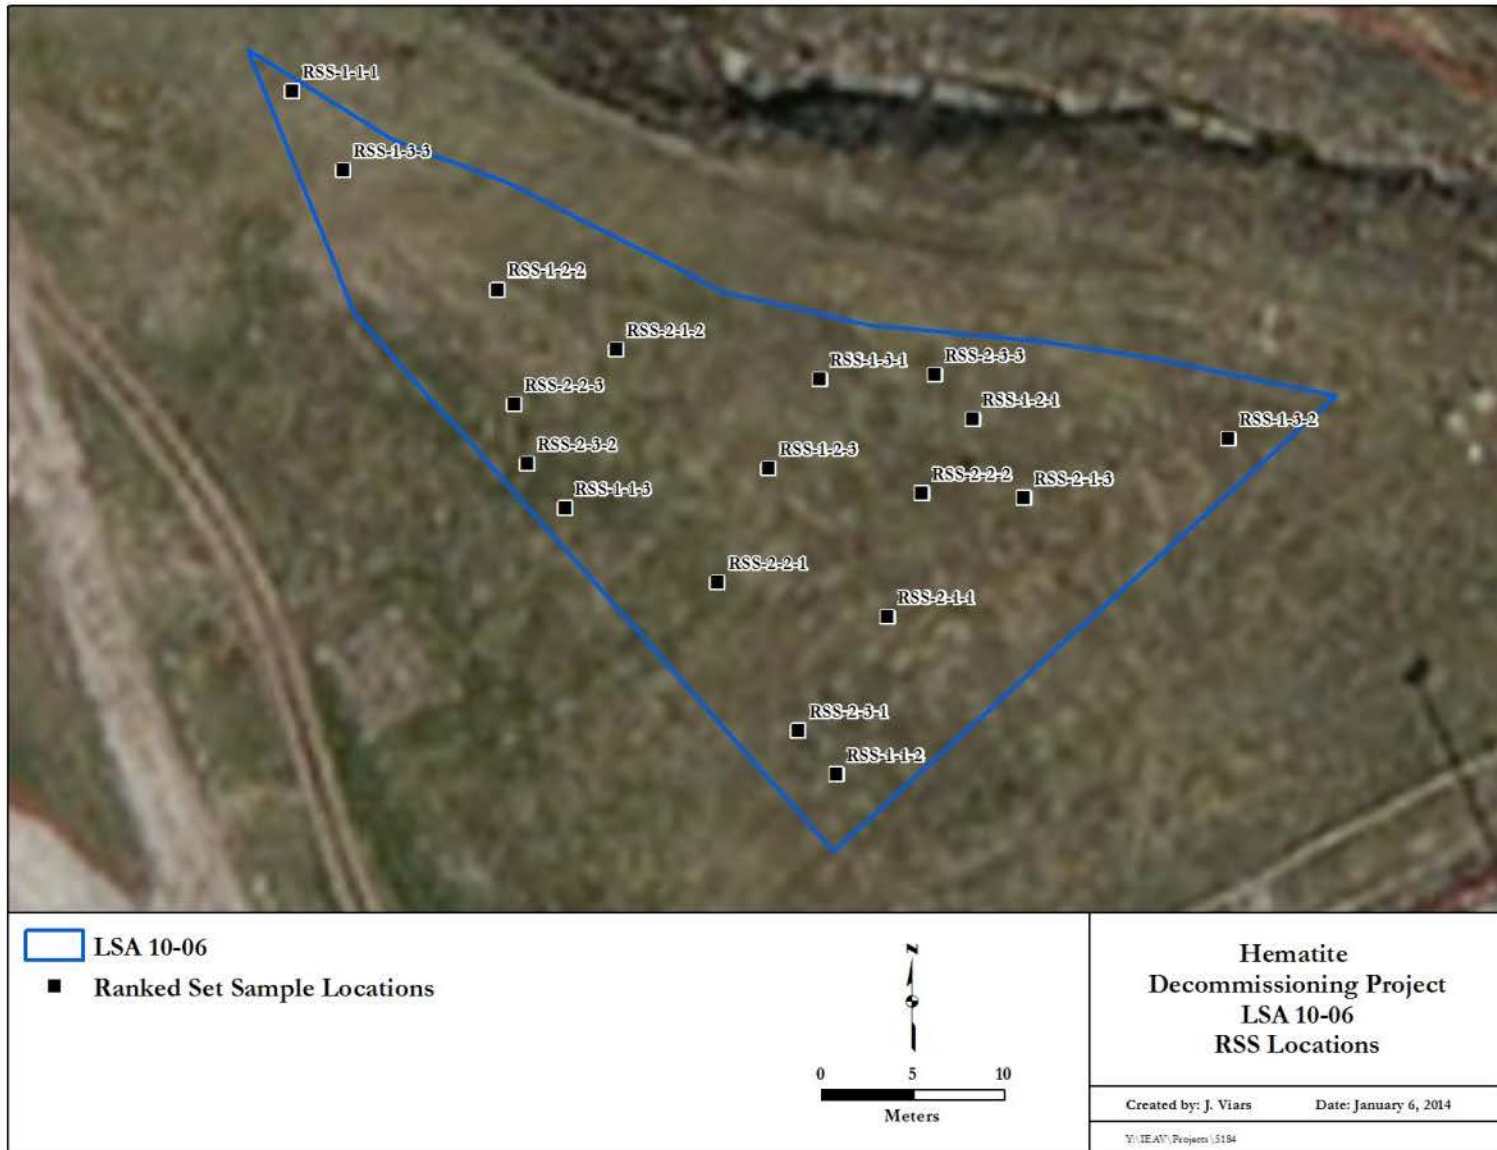 RSS-1-1-1
RSS-1-3-3
RSS-1-2-2
RSS-2-1-2
RSS-1-3-1
RSS-2-3-3
RSS-2-2-3
RSS-1-2-1
RSS-1-3-2
RSS-2-3-2
RSS-1-2-3
RSS-1-1-3
RSS-2-2-2
RSS-2-1-3
RSS-2-2-1
RSS-2-1-1
RSS-2-3-1
RSS-1-1-2
LSA 10-06
Ranked Set Sample Locations
N
0 5 10
Meters
Hematite
Decommissioning Project
LSA 10-06
RSS Locations
Created by: J. Viars Date: January 6, 2014
Y:\IEAV\Projects\5184